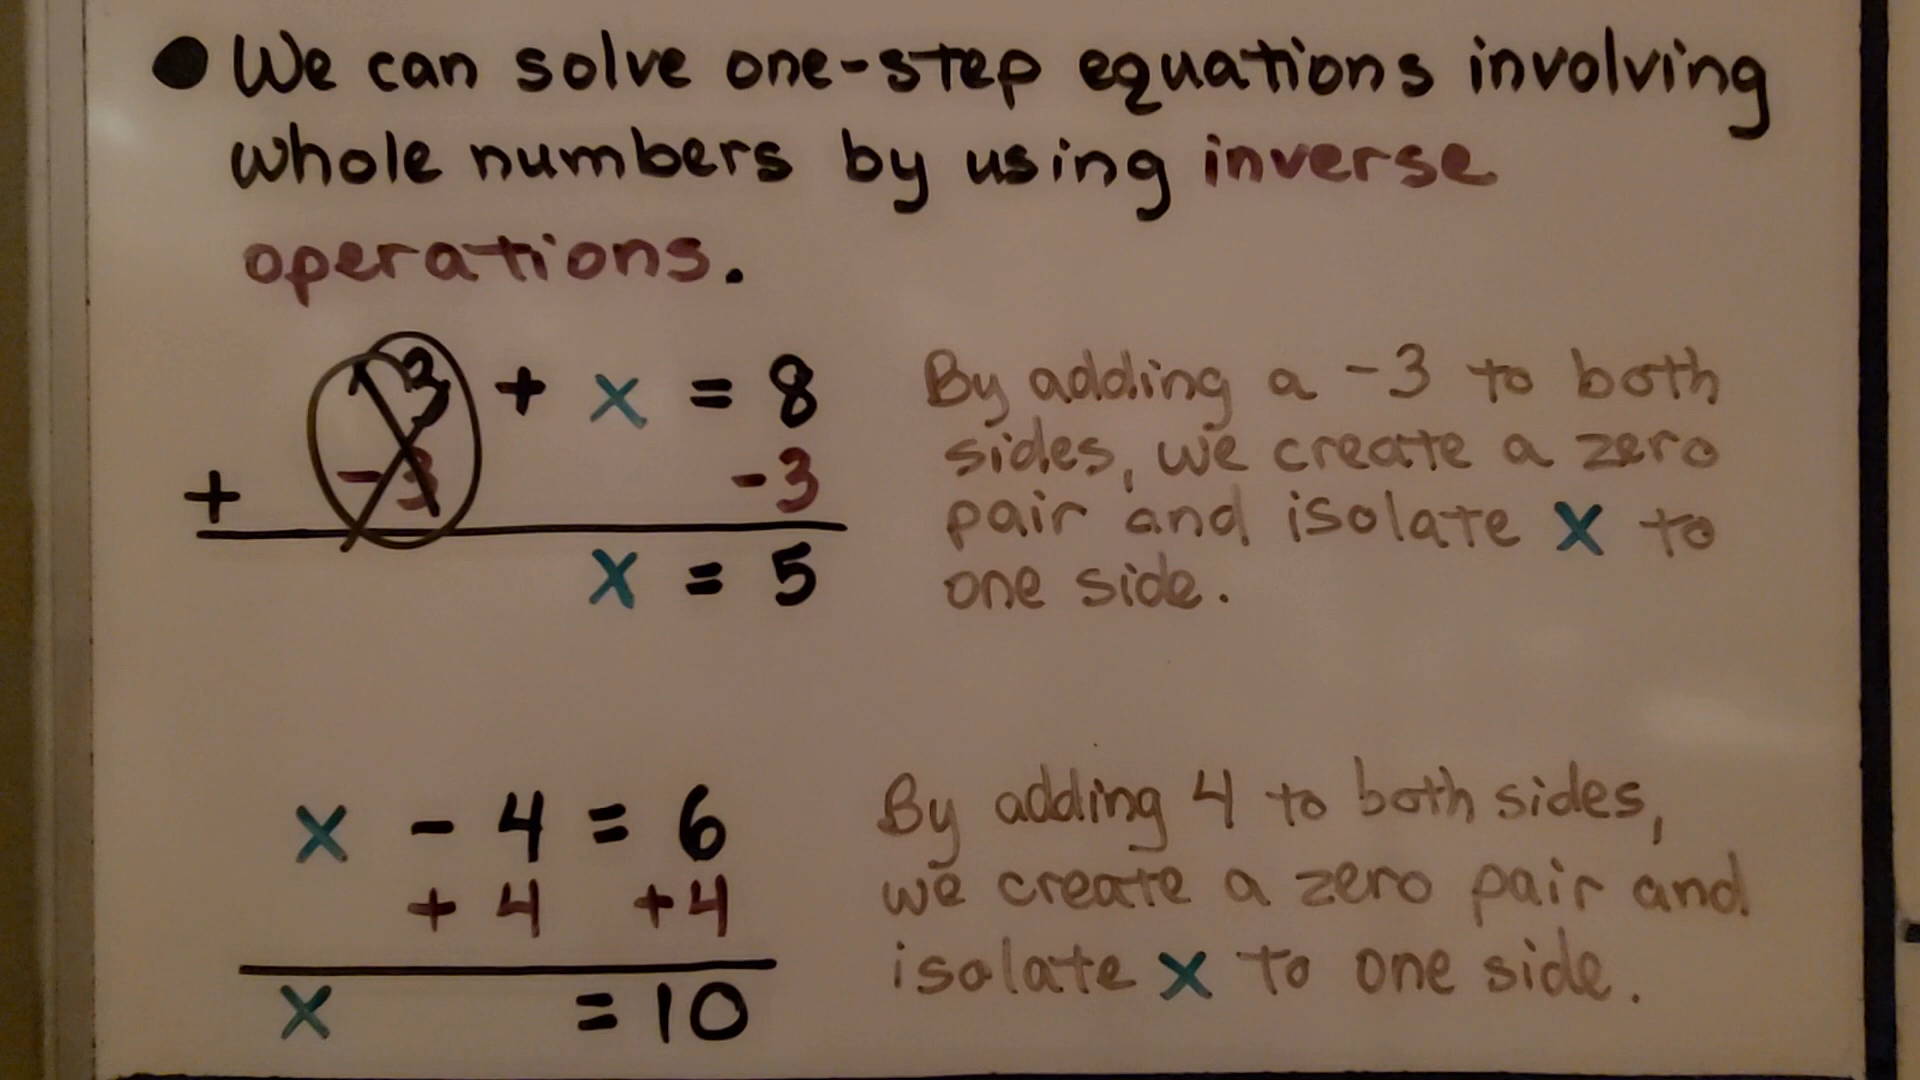 ● We can solve one-step equations involving
whole numbers by using inverse
operations.
3 + x = 8
+ -3 -3
x = 5
By adding a -3 to both
sides, we create a zero
pair and isolate x to
one side.
x - 4 = 6
+ 4 +4
x = 10
By adding 4 to both sides,
we create a zero pair and
isolate x to one side.